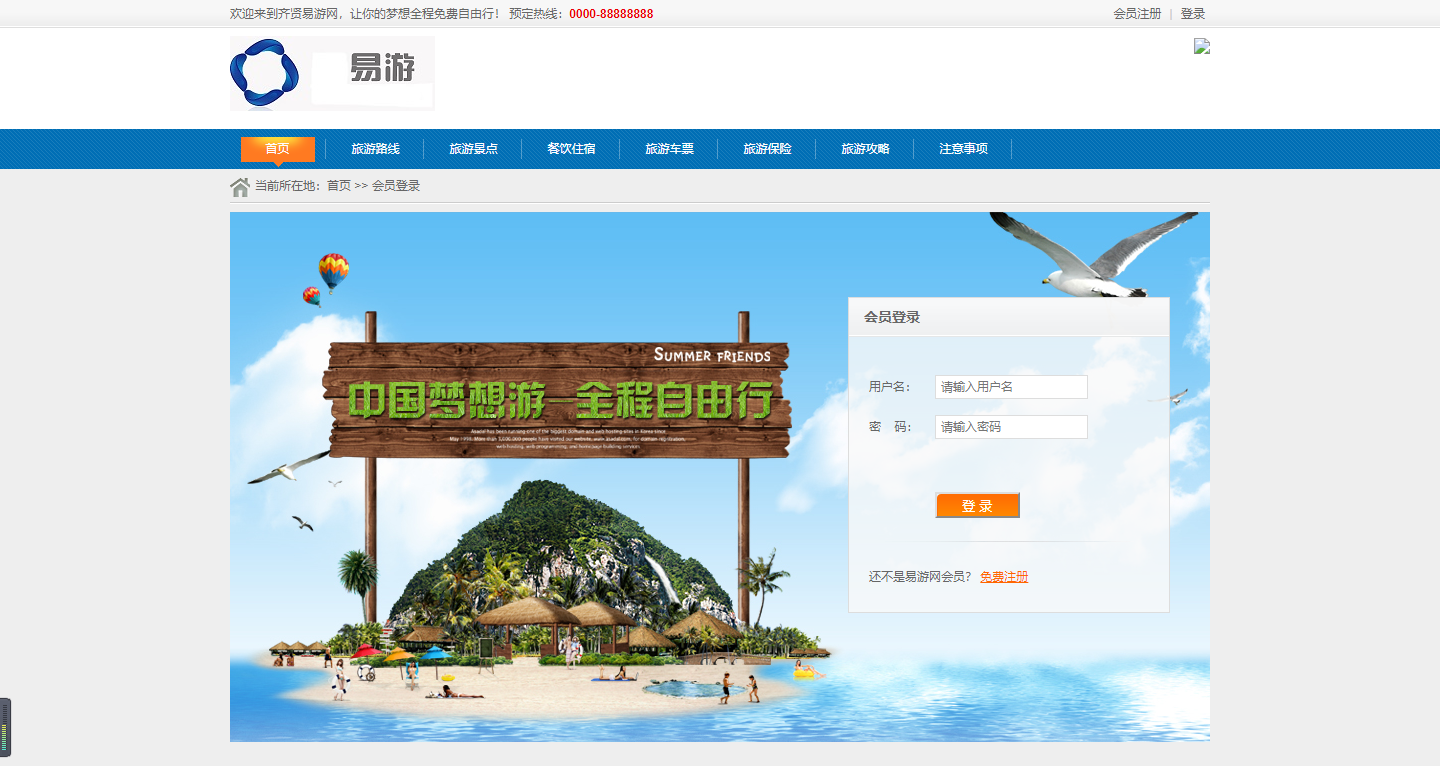 欢迎来到齐贤易游网，让你的梦想全程免费自由行！ 预定热线：0000-88888888
会员注册 | 登录
易游
首页 旅游路线 旅游景点 餐饮住宿 旅游车票 旅游保险 旅游攻略 注意事项
当前所在地：首页 >> 会员登录
SUMMER FRIENDS
中国梦想游—全程自由行
会员登录
用户名： 请输入用户名
密 码： 请输入密码
登 录
还不是易游网会员？ 免费注册